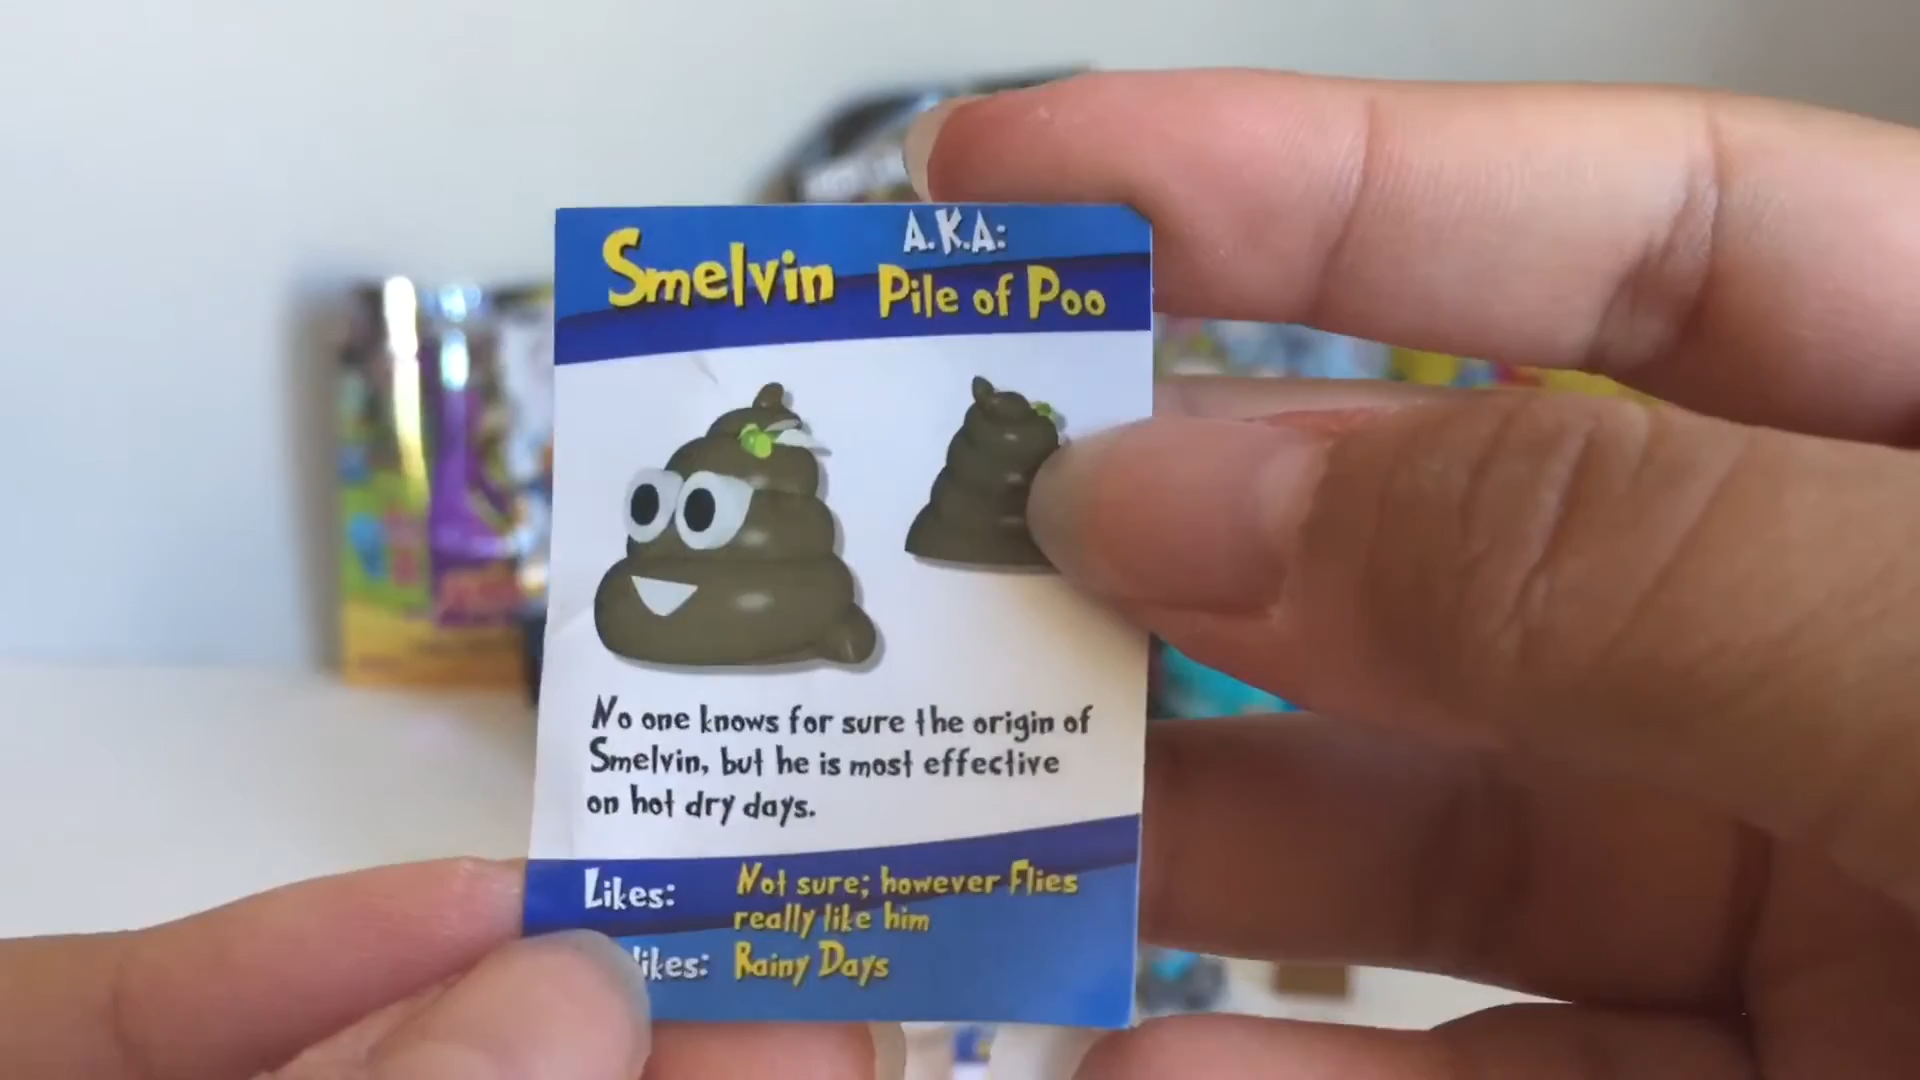 Smelvin
A.K.A:
Pile of Poo
No one knows for sure the origin of
Smelvin, but he is most effective
on hot dry days.
Likes: Not sure; however Flies
really like him
likes: Rainy Days